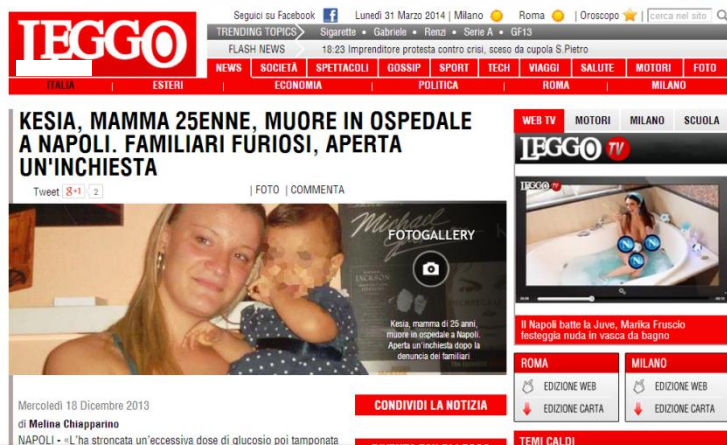 Seguici su Facebook
Lunedì 31 Marzo 2014 | Milano
Roma
| Oroscopo
| cerca nel sito
LEGGO
TRENDING TOPICS
Sigarette • Gabriele • Renzi • Serie A • GF13
FLASH NEWS
18:23 Imprenditore protesta contro crisi, sceso da cupola S.Pietro
NEWS
SOCIETÀ
SPETTACOLI
GOSSIP
SPORT
TECH
VIAGGI
SALUTE
MOTORI
FOTO
ITALIA
| ESTERI
| ECONOMIA
| POLITICA
| ROMA
| MILANO
KESIA, MAMMA 25ENNE, MUORE IN OSPEDALE
A NAPOLI. FAMILIARI FURIOSI, APERTA
UN'INCHIESTA
Tweet
g+1
2
| FOTO | COMMENTA
Michael
JACKSON
FOTOGALLERY
Kesia, mamma di 25 anni,
muore in ospedale a Napoli.
Aperta un'inchiesta dopo la
denuncia dei familiari
Mercoledì 18 Dicembre 2013
di Melina Chiapparino
NAPOLI - «L'ha stroncata un'eccessiva dose di glucosio poi tamponata
CONDIVIDI LA NOTIZIA
WEB TV
MOTORI
MILANO
SCUOLA
LEGGO TV
LEGGO TV
Il Napoli batte la Juve, Marika Fruscio
festeggia nuda in vasca da bagno
ROMA
EDIZIONE WEB
EDIZIONE CARTA
MILANO
EDIZIONE WEB
EDIZIONE CARTA
TEMI CALDI